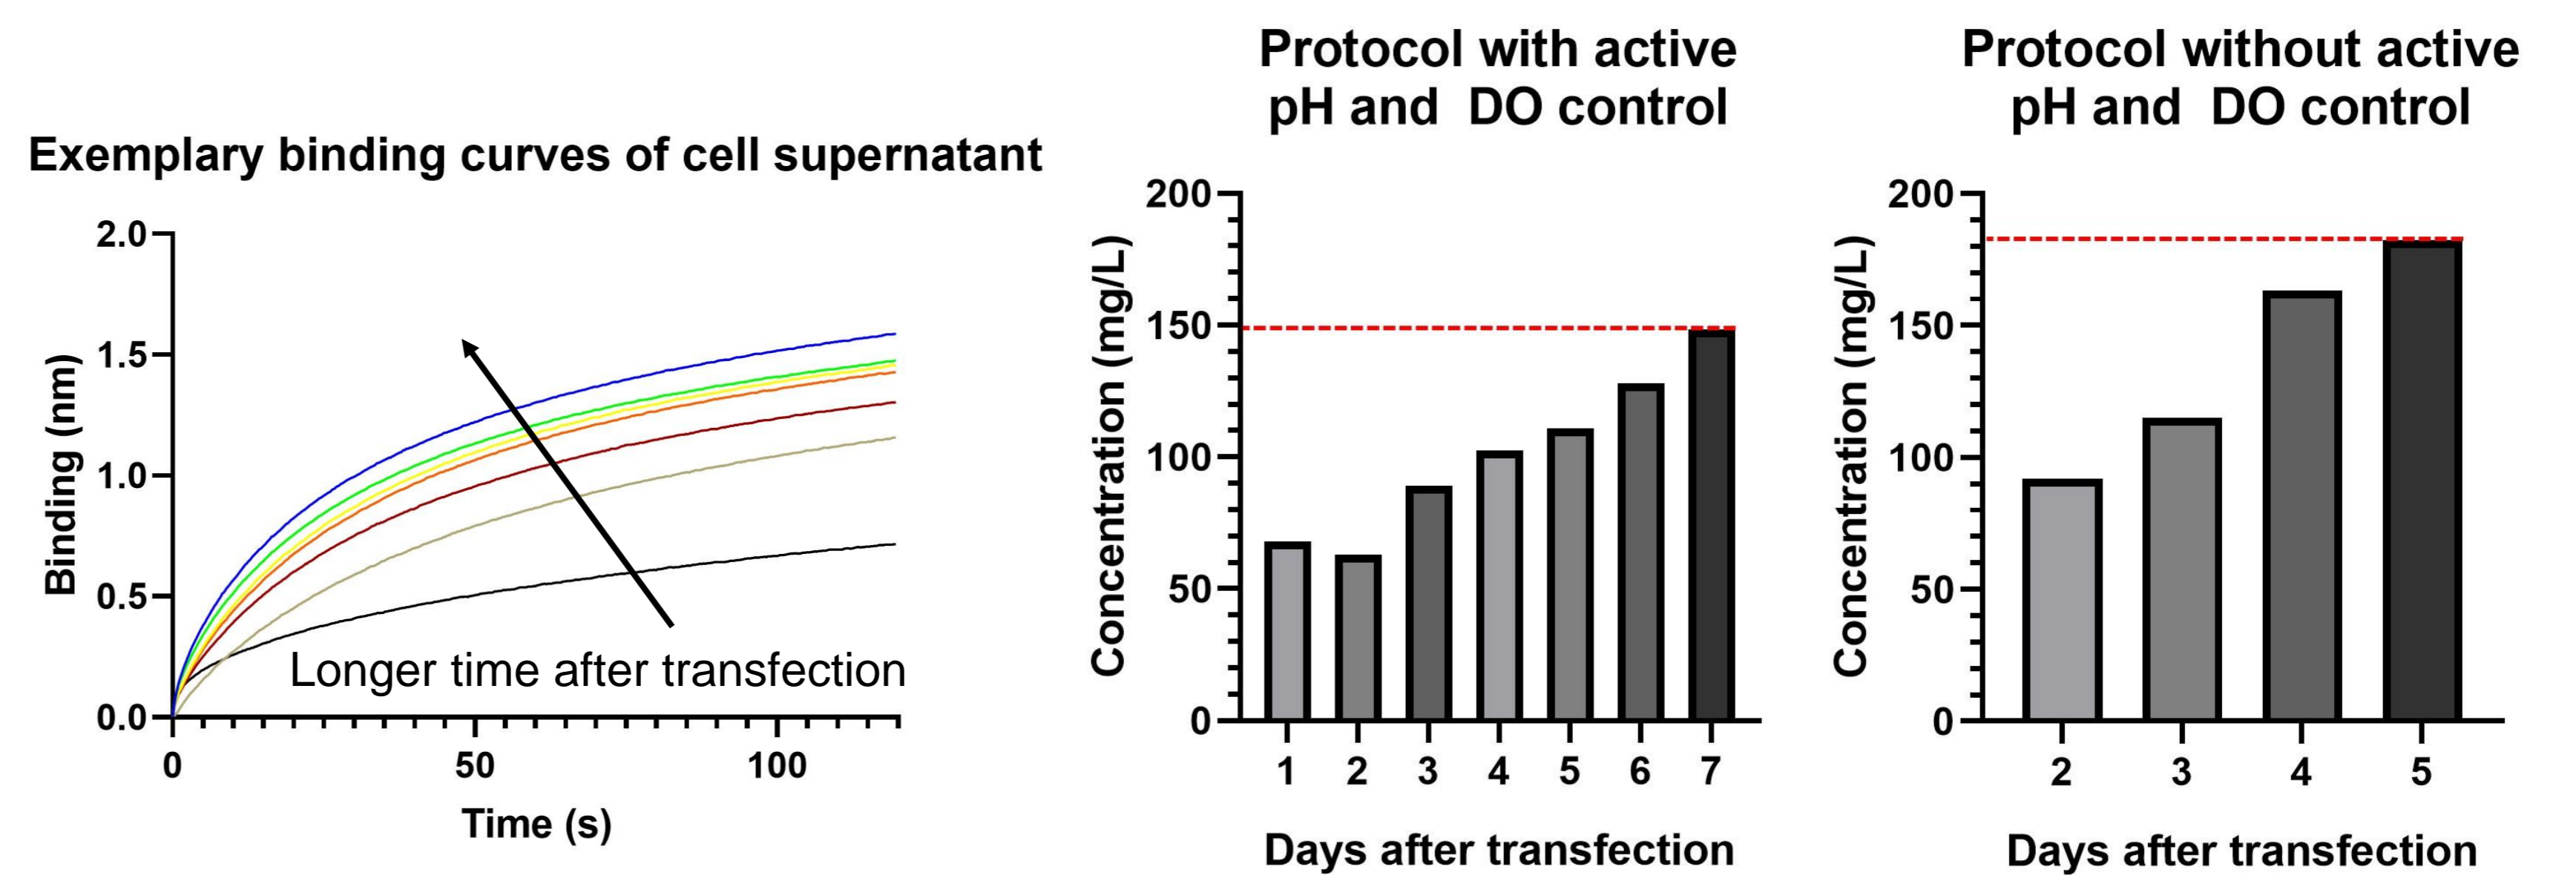 Exemplary binding curves of cell supernatant
2.0
1.5
1.0
0.5
0.0
Binding (nm)
Longer time after transfection
0 50 100
Time (s)
Protocol with active
pH and  DO control
200
150
100
50
0
Concentration (mg/L)
1 2 3 4 5 6 7
Days after transfection
Protocol without active
pH and  DO control
200
150
100
50
0
Concentration (mg/L)
2 3 4 5
Days after transfection